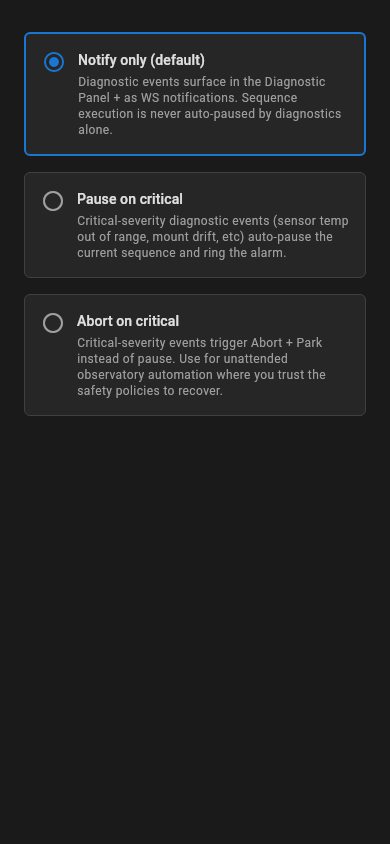 Notify only (default)
Diagnostic events surface in the Diagnostic
Panel + as WS notifications. Sequence
execution is never auto-paused by diagnostics
alone.
Pause on critical
Critical-severity diagnostic events (sensor temp
out of range, mount drift, etc) auto-pause the
current sequence and ring the alarm.
Abort on critical
Critical-severity events trigger Abort + Park
instead of pause. Use for unattended
observatory automation where you trust the
safety policies to recover.